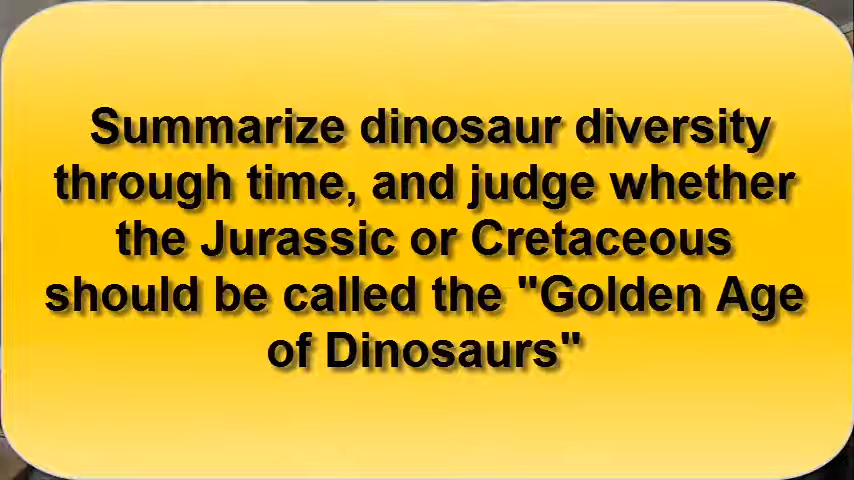 Summarize dinosaur diversity
through time, and judge whether
the Jurassic or Cretaceous
should be called the "Golden Age
of Dinosaurs"